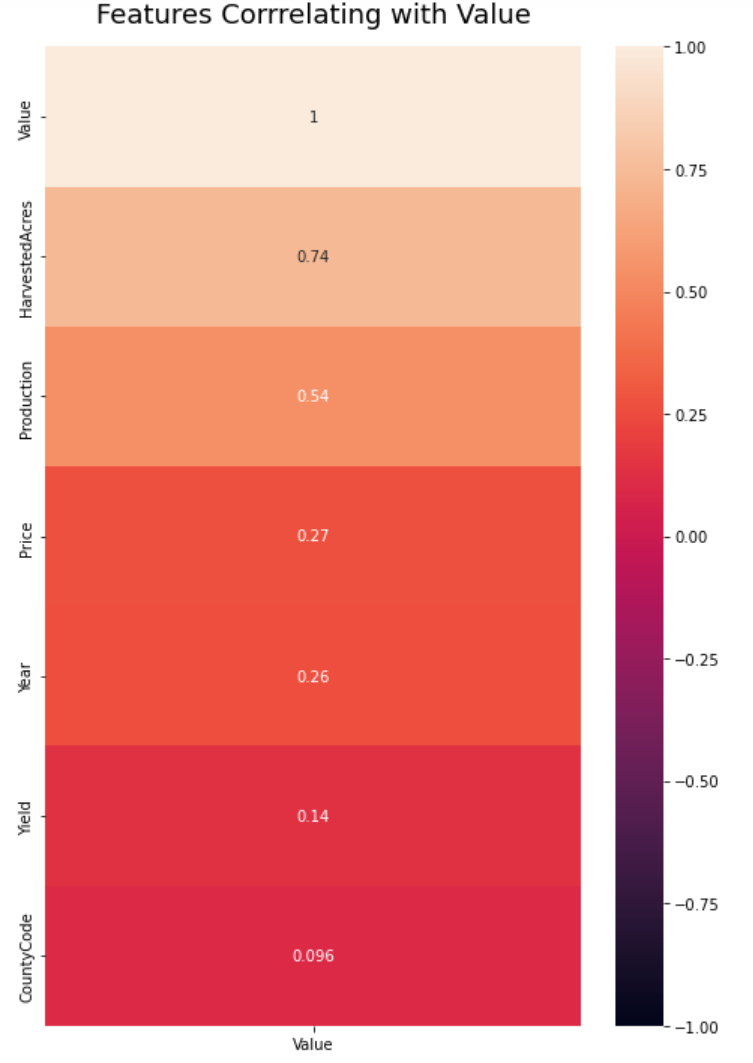 Features Corrrelating with Value
Value
1
HarvestedAcres
0.74
Production
0.54
Price
0.27
Year
0.26
Yield
0.14
CountyCode
0.096
Value
1.00
0.75
0.50
0.25
0.00
−0.25
−0.50
−0.75
−1.00